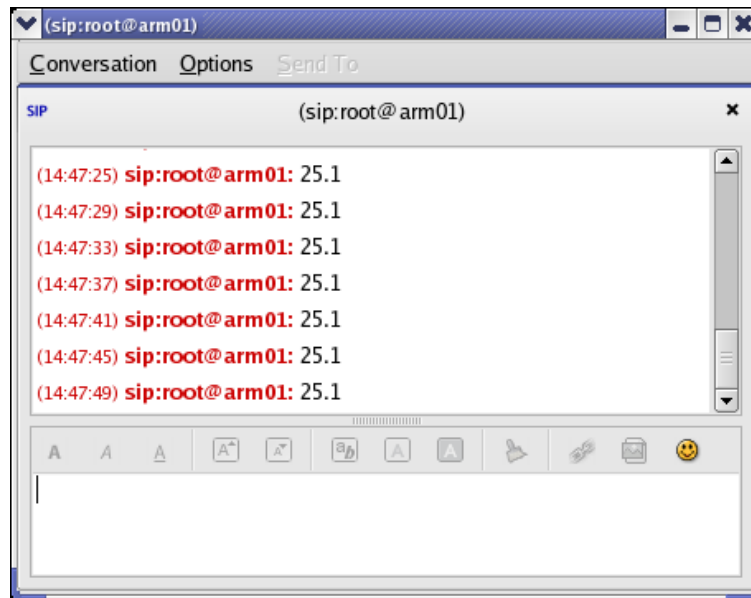 (sip:root@arm01)
Conversation Options Send To
SIP (sip:root@arm01)
(14:47:25) sip:root@arm01: 25.1
(14:47:29) sip:root@arm01: 25.1
(14:47:33) sip:root@arm01: 25.1
(14:47:37) sip:root@arm01: 25.1
(14:47:41) sip:root@arm01: 25.1
(14:47:45) sip:root@arm01: 25.1
(14:47:49) sip:root@arm01: 25.1
A A A A A ab A A